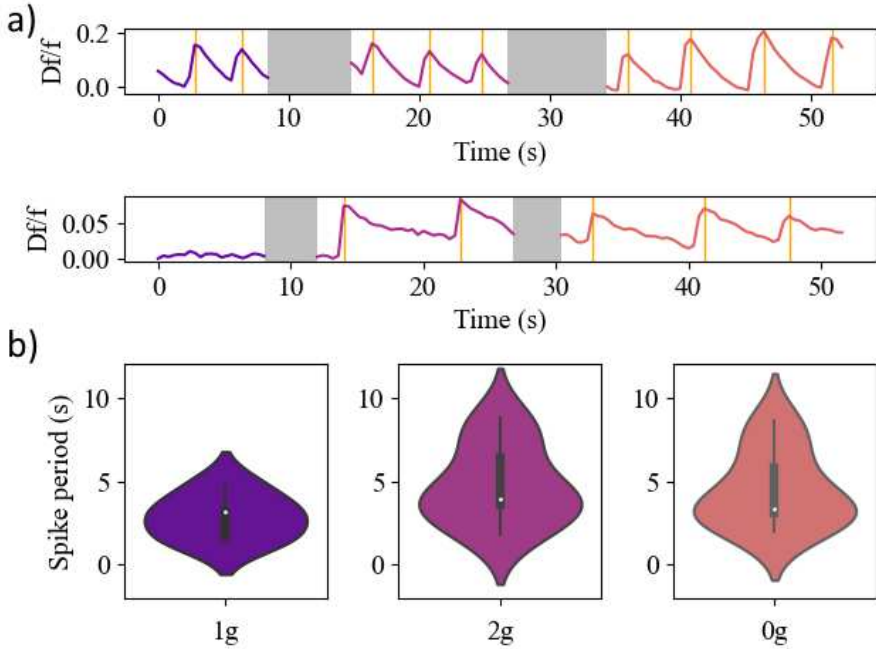 a)
Df/f
0.2
0.0
0 10 20 30 40 50
Time (s)
Df/f
0.05
0.00
0 10 20 30 40 50
Time (s)
b)
Spike period (s)
10 10 10
5 5 5
0 0 0
1g 2g 0g